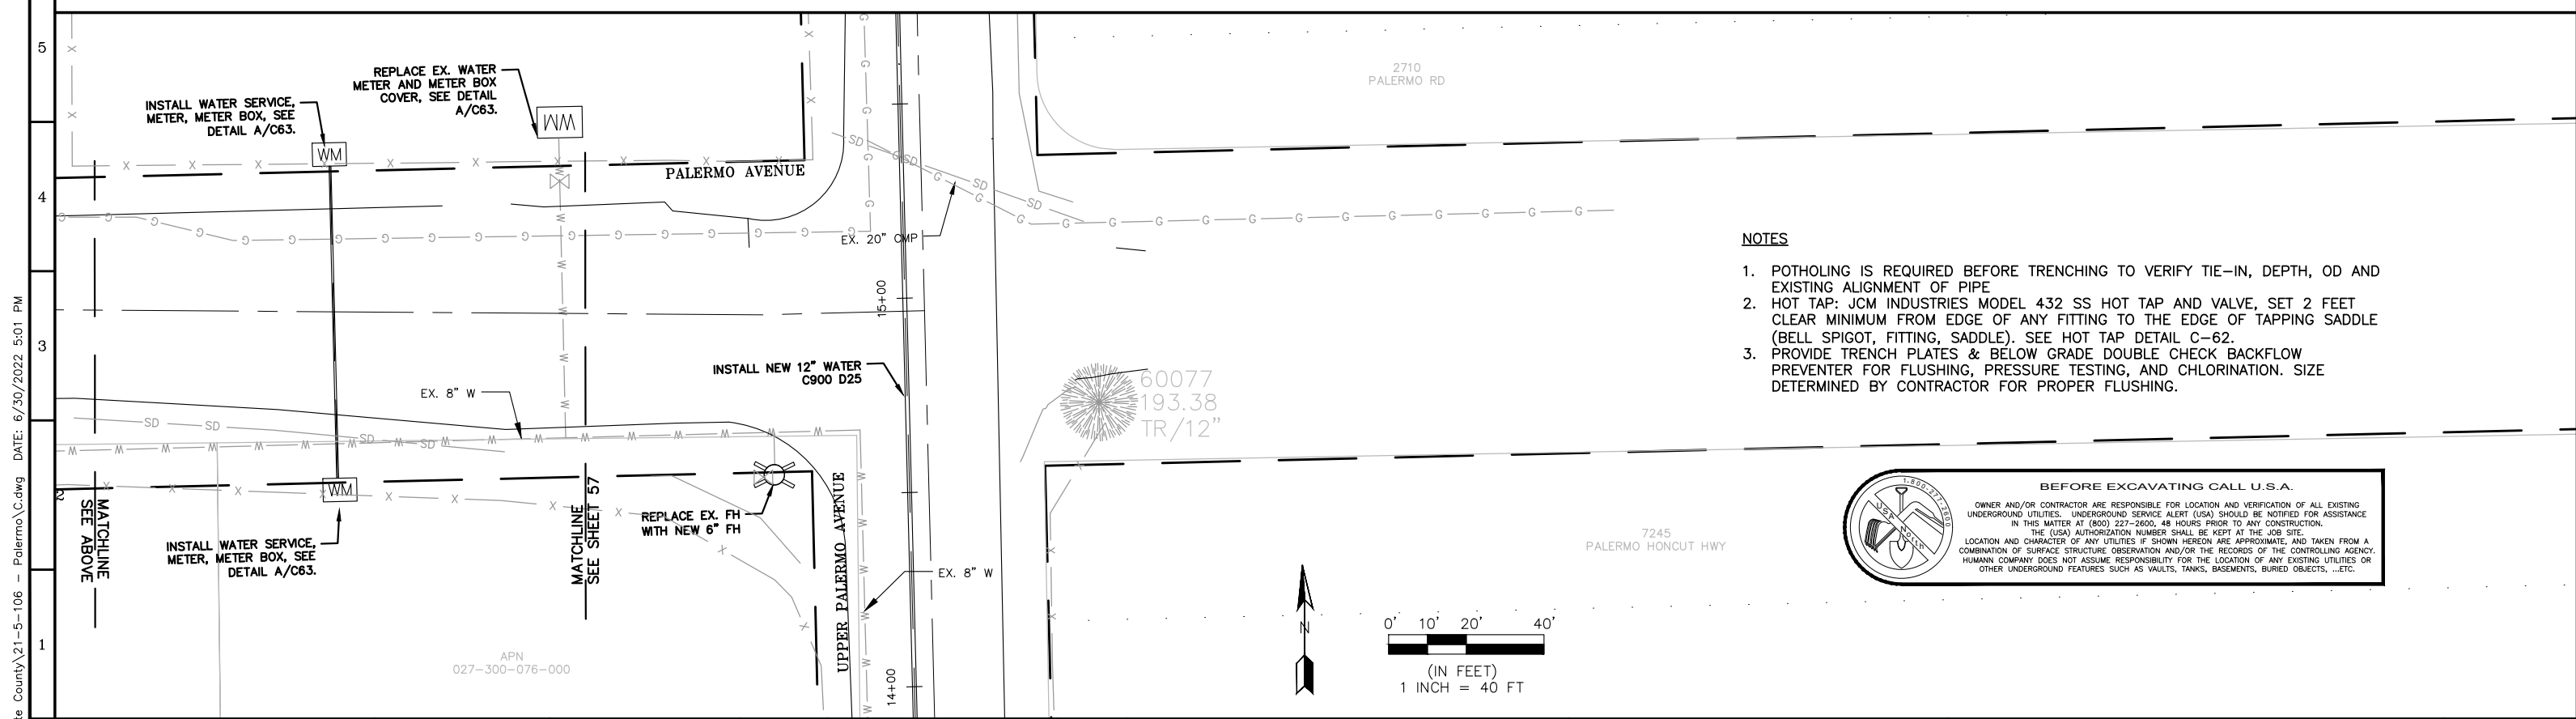 5
4
3
2
1
te County\21-5-106 - Palermo\C.dwg DATE: 6/30/2022 5:01 PM
REPLACE EX. WATER
METER AND METER BOX
COVER, SEE DETAIL
A/C63.
INSTALL WATER SERVICE,
METER, METER BOX, SEE
DETAIL A/C63.
WM
WM
PALERMO AVENUE
EX. 20" CMP
15+00
INSTALL NEW 12" WATER
C900 D25
EX. 8" W
WM
MATCHLINE
SEE ABOVE
MATCHLINE
SEE SHEET 57
INSTALL WATER SERVICE,
METER, METER BOX, SEE
DETAIL A/C63.
REPLACE EX. FH
WITH NEW 6" FH
UPPER PALERMO AVENUE
EX. 8" W
14+00
APN
027-300-076-000
2710
PALERMO RD
60077
193.38
TR/12"
7245
PALERMO HONCUT HWY
NOTES
1. POTHOLING IS REQUIRED BEFORE TRENCHING TO VERIFY TIE-IN, DEPTH, OD AND
EXISTING ALIGNMENT OF PIPE
2. HOT TAP: JCM INDUSTRIES MODEL 432 SS HOT TAP AND VALVE, SET 2 FEET
CLEAR MINIMUM FROM EDGE OF ANY FITTING TO THE EDGE OF TAPPING SADDLE
(BELL SPIGOT, FITTING, SADDLE). SEE HOT TAP DETAIL C-62.
3. PROVIDE TRENCH PLATES & BELOW GRADE DOUBLE CHECK BACKFLOW
PREVENTER FOR FLUSHING, PRESSURE TESTING, AND CHLORINATION. SIZE
DETERMINED BY CONTRACTOR FOR PROPER FLUSHING.
N
0' 10' 20' 40'
(IN FEET)
1 INCH = 40 FT
1-800-277-2600
USA North
BEFORE EXCAVATING CALL U.S.A.
OWNER AND/OR CONTRACTOR ARE RESPONSIBLE FOR LOCATION AND VERIFICATION OF ALL EXISTING
UNDERGROUND UTILITIES. UNDERGROUND SERVICE ALERT (USA) SHOULD BE NOTIFIED FOR ASSISTANCE
IN THIS MATTER AT (800) 227-2600, 48 HOURS PRIOR TO ANY CONSTRUCTION.
THE (USA) AUTHORIZATION NUMBER SHALL BE KEPT AT THE JOB SITE.
LOCATION AND CHARACTER OF ANY UTILITIES IF SHOWN HEREON ARE APPROXIMATE, AND TAKEN FROM A
COMBINATION OF SURFACE STRUCTURE OBSERVATION AND/OR THE RECORDS OF THE CONTROLLING AGENCY.
HUMANN COMPANY DOES NOT ASSUME RESPONSIBILITY FOR THE LOCATION OF ANY EXISTING UTILITIES OR
OTHER UNDERGROUND FEATURES SUCH AS VAULTS, TANKS, BASEMENTS, BURIED OBJECTS, ...ETC.